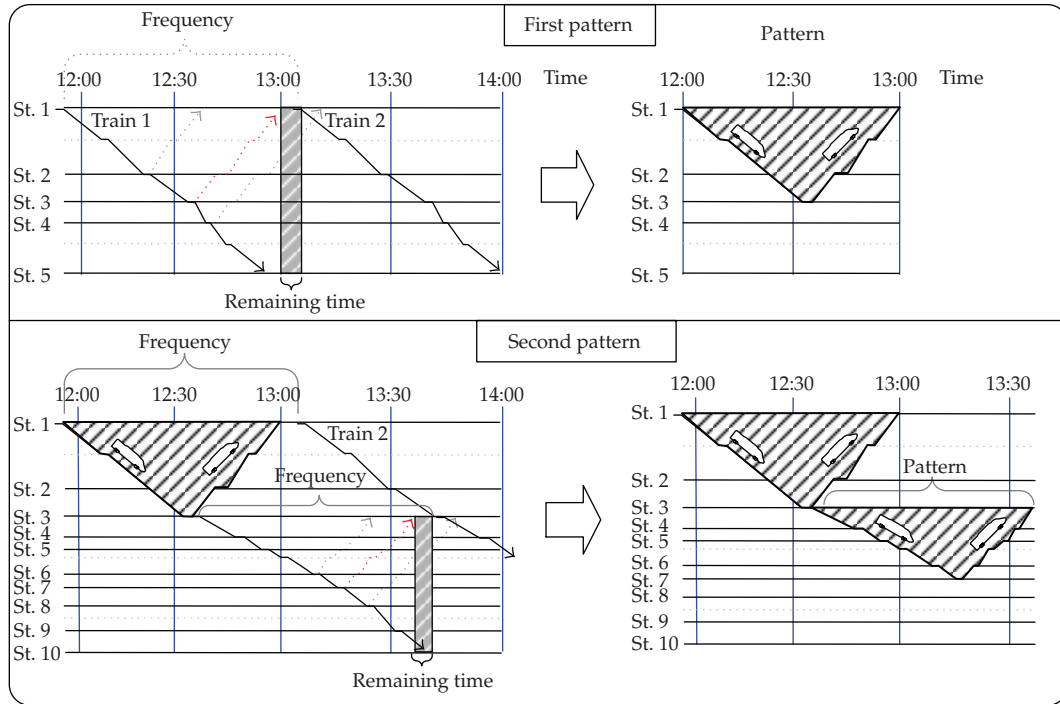 Frequency
First pattern
Pattern
12:00 12:30 13:00 13:30 14:00 Time
12:00 12:30 13:00 Time
St. 1
Train 1
Train 2
St. 2
St. 3
St. 4
St. 5
Remaining time
St. 1
St. 2
St. 3
St. 4
St. 5
Second pattern
Frequency
12:00 12:30 13:00 13:30 14:00
12:00 12:30 13:00 13:30
St. 1
Train 2
Frequency
St. 2
St. 3
St. 4
St. 5
St. 6
St. 7
St. 8
St. 9
St. 10
Remaining time
St. 1
Pattern
St. 2
St. 3
St. 4
St. 5
St. 6
St. 7
St. 8
St. 9
St. 10